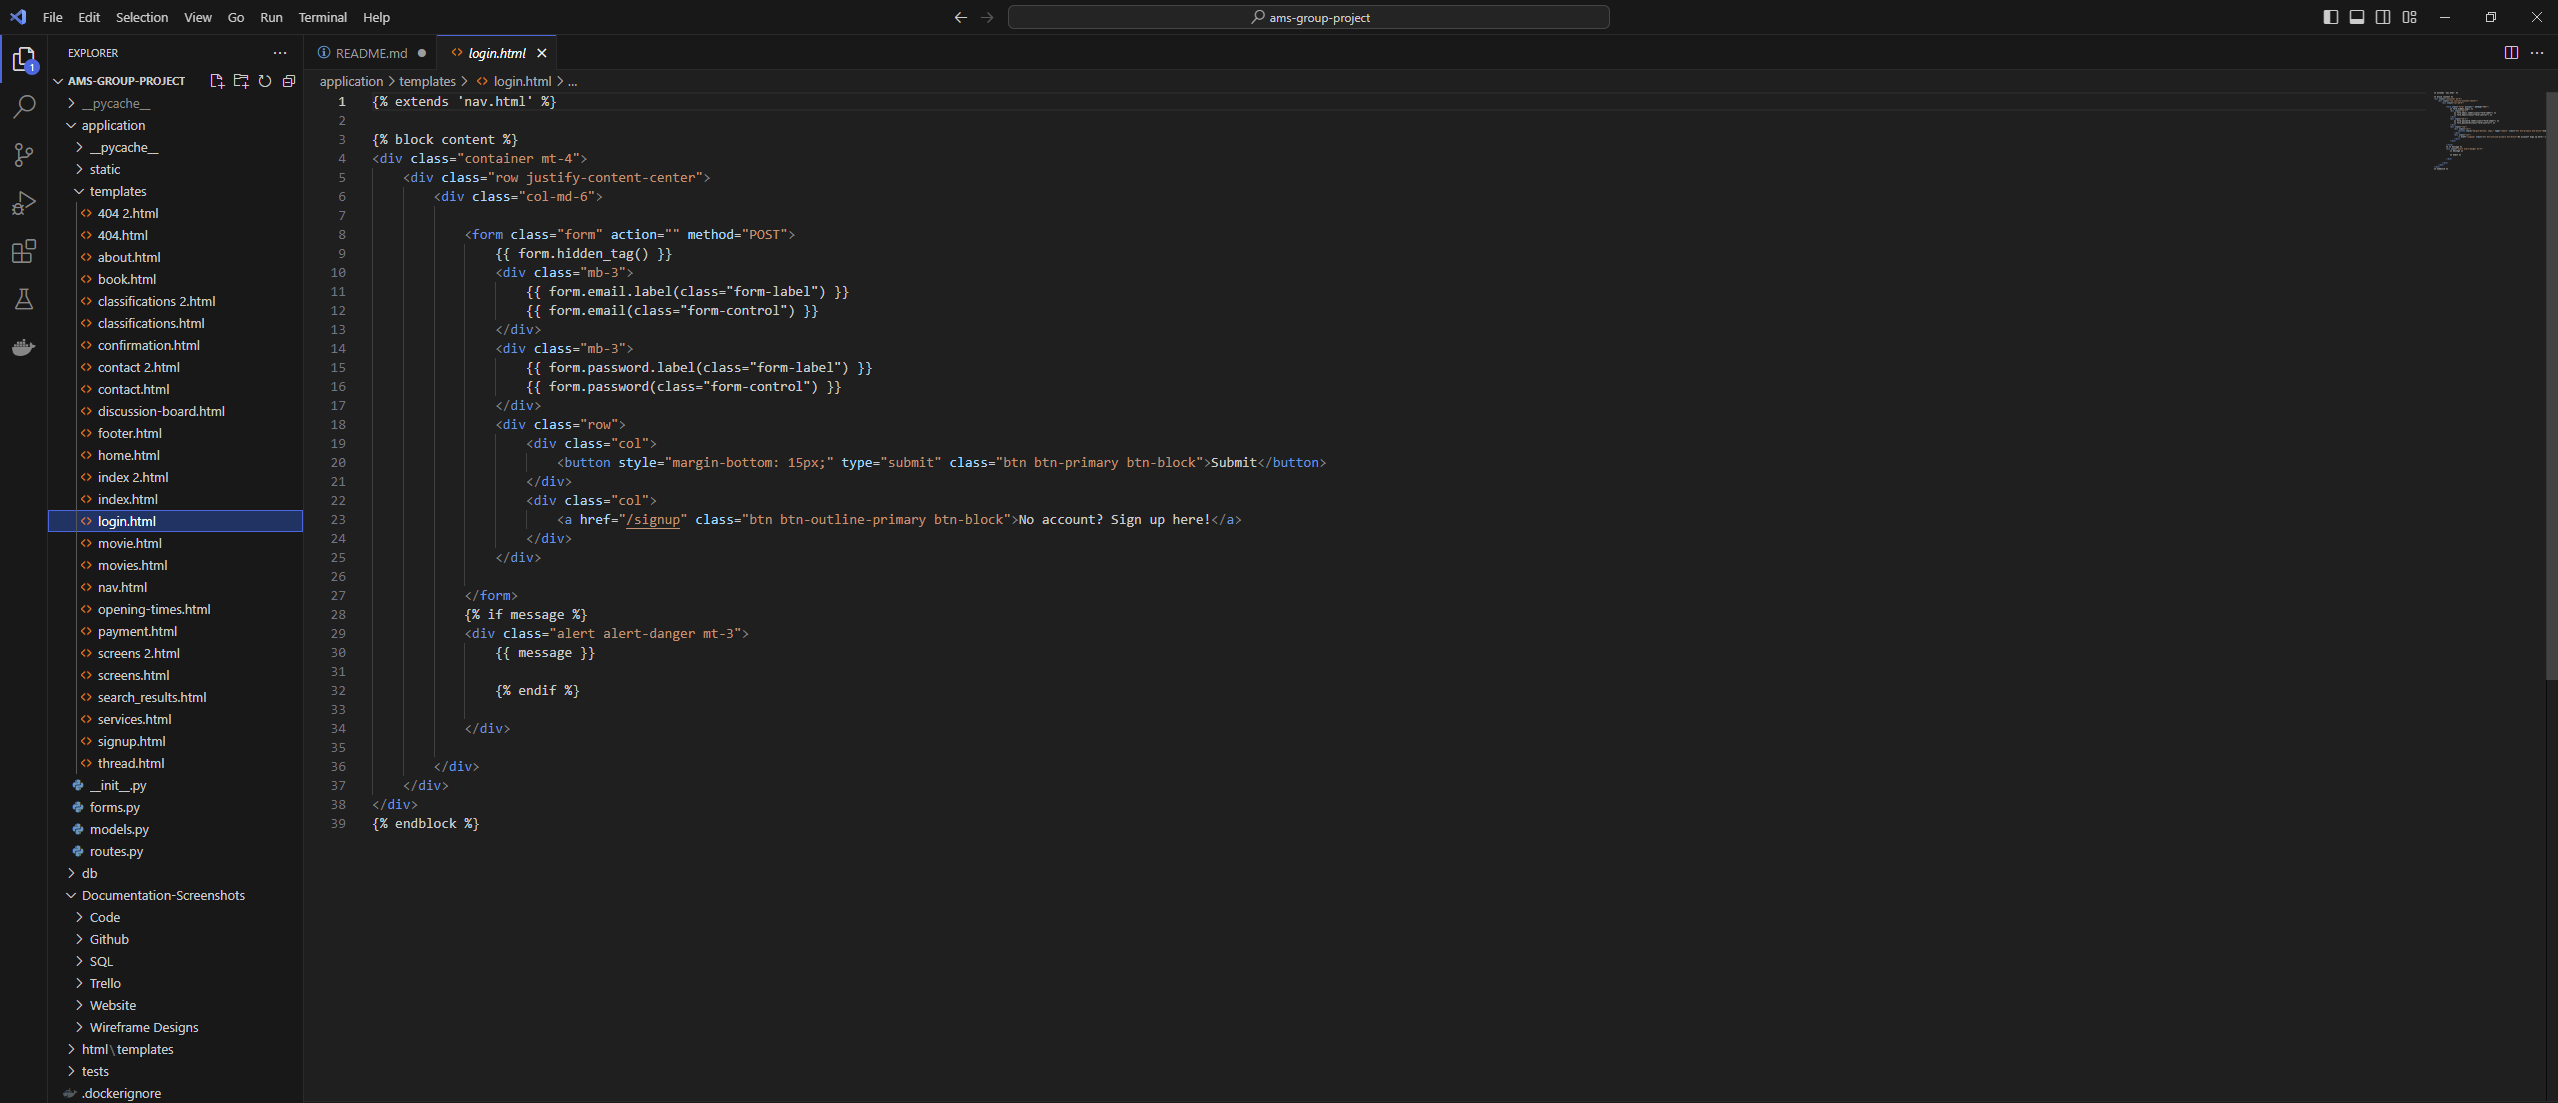 File Edit Selection View Go Run Terminal Help
ams-group-project
EXPLORER
AMS-GROUP-PROJECT
__pycache__
application
__pycache__
static
templates
404 2.html
404.html
about.html
book.html
classifications 2.html
classifications.html
confirmation.html
contact 2.html
contact.html
discussion-board.html
footer.html
home.html
index 2.html
index.html
login.html
movie.html
movies.html
nav.html
opening-times.html
payment.html
screens 2.html
screens.html
search_results.html
services.html
signup.html
thread.html
__init__.py
forms.py
models.py
routes.py
db
Documentation-Screenshots
Code
Github
SQL
Trello
Website
Wireframe Designs
html\templates
tests
.dockerignore
1
README.md login.html
application > templates > login.html > ...
1 {% extends 'nav.html' %}
2
3 {% block content %}
4 <div class="container mt-4">
5 <div class="row justify-content-center">
6 <div class="col-md-6">
7
8 <form class="form" action="" method="POST">
9 {{ form.hidden_tag() }}
10 <div class="mb-3">
11 {{ form.email.label(class="form-label") }}
12 {{ form.email(class="form-control") }}
13 </div>
14 <div class="mb-3">
15 {{ form.password.label(class="form-label") }}
16 {{ form.password(class="form-control") }}
17 </div>
18 <div class="row">
19 <div class="col">
20 <button style="margin-bottom: 15px;" type="submit" class="btn btn-primary btn-block">Submit</button>
21 </div>
22 <div class="col">
23 <a href="/signup" class="btn btn-outline-primary btn-block">No account? Sign up here!</a>
24 </div>
25 </div>
26
27 </form>
28 {% if message %}
29 <div class="alert alert-danger mt-3">
30 {{ message }}
31
32 {% endif %}
33
34 </div>
35
36 </div>
37 </div>
38 </div>
39 {% endblock %}